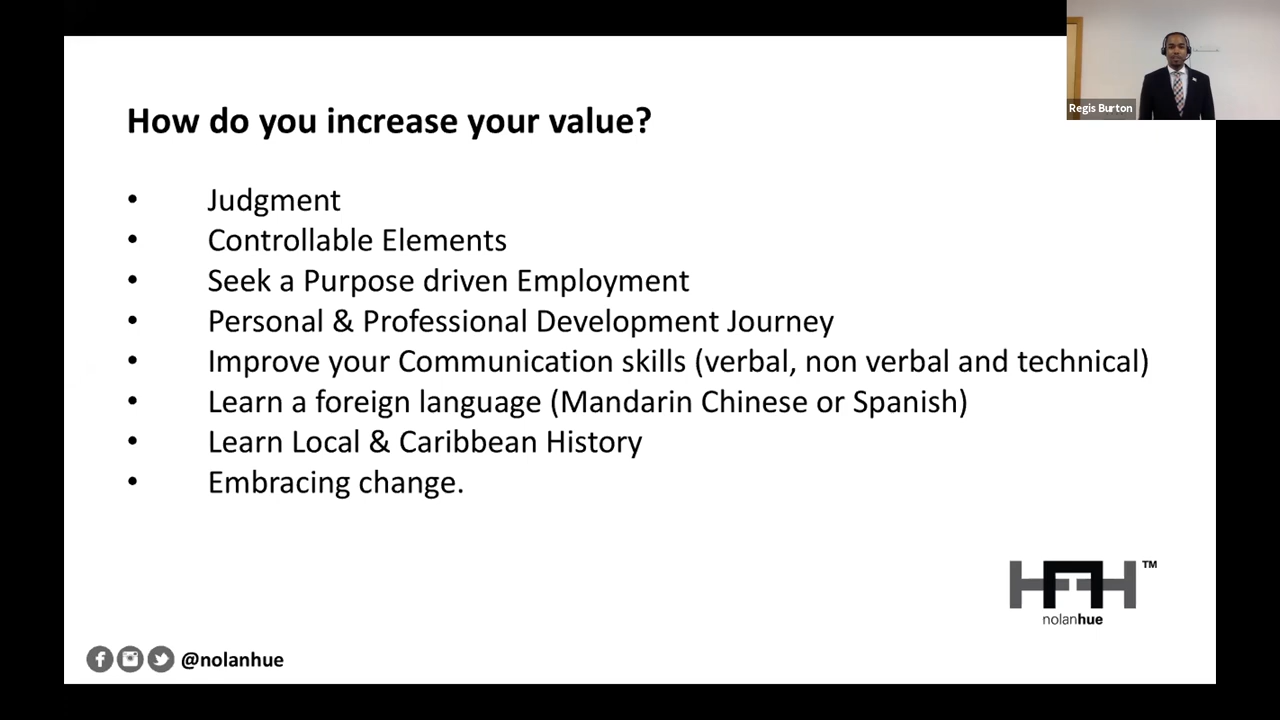 Regis Burton
How do you increase your value?
• Judgment
• Controllable Elements
• Seek a Purpose driven Employment
• Personal & Professional Development Journey
• Improve your Communication skills (verbal, non verbal and technical)
• Learn a foreign language (Mandarin Chinese or Spanish)
• Learn Local & Caribbean History
• Embracing change.
TM
nolanhue
@nolanhue